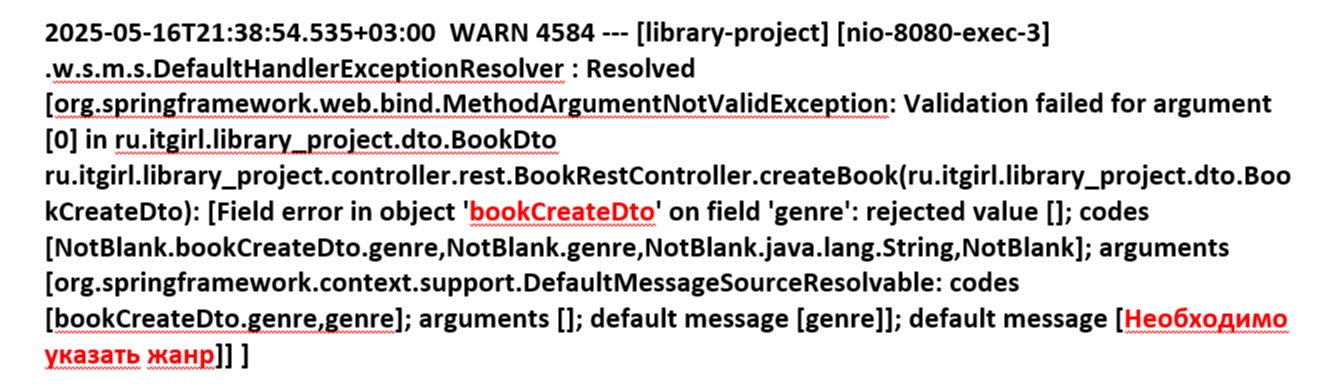 2025-05-16T21:38:54.535+03:00  WARN 4584 --- [library-project] [nio-8080-exec-3]
.w.s.m.s.DefaultHandlerExceptionResolver : Resolved
[org.springframework.web.bind.MethodArgumentNotValidException: Validation failed for argument
[0] in ru.itgirl.library_project.dto.BookDto
ru.itgirl.library_project.controller.rest.BookRestController.createBook(ru.itgirl.library_project.dto.Boo
kCreateDto): [Field error in object 'bookCreateDto' on field 'genre': rejected value []; codes
[NotBlank.bookCreateDto.genre,NotBlank.genre,NotBlank.java.lang.String,NotBlank]; arguments
[org.springframework.context.support.DefaultMessageSourceResolvable: codes
[bookCreateDto.genre,genre]; arguments []; default message [genre]]; default message [Необходимо
указать жанр]] ]